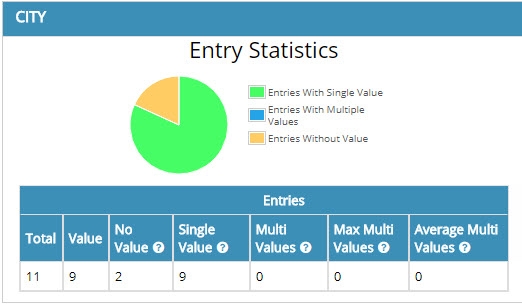 CITY
Entry Statistics
Entries With Single Value
Entries With Multiple
Values
Entries Without Value
Entries
Total Value No Value ? Single Value ? Multi Values ? Max Multi Values ? Average Multi Values ?
11 9 2 9 0 0 0